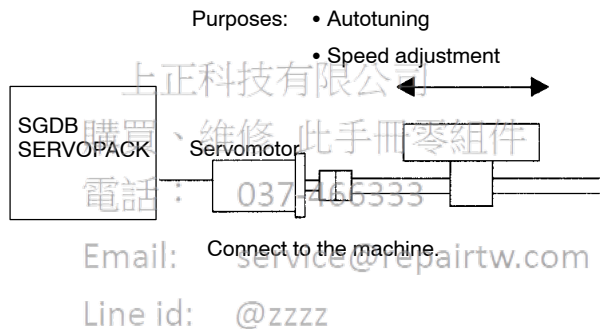 Purposes: • Autotuning
• Speed adjustment
上正科技有限公司
SGDB
SERVOPACK
購買、維修 此手冊零組件
Servomotor
電話： 037-466333
Connect to the machine.
Email: service@repairtw.com
Line id: @zzzz